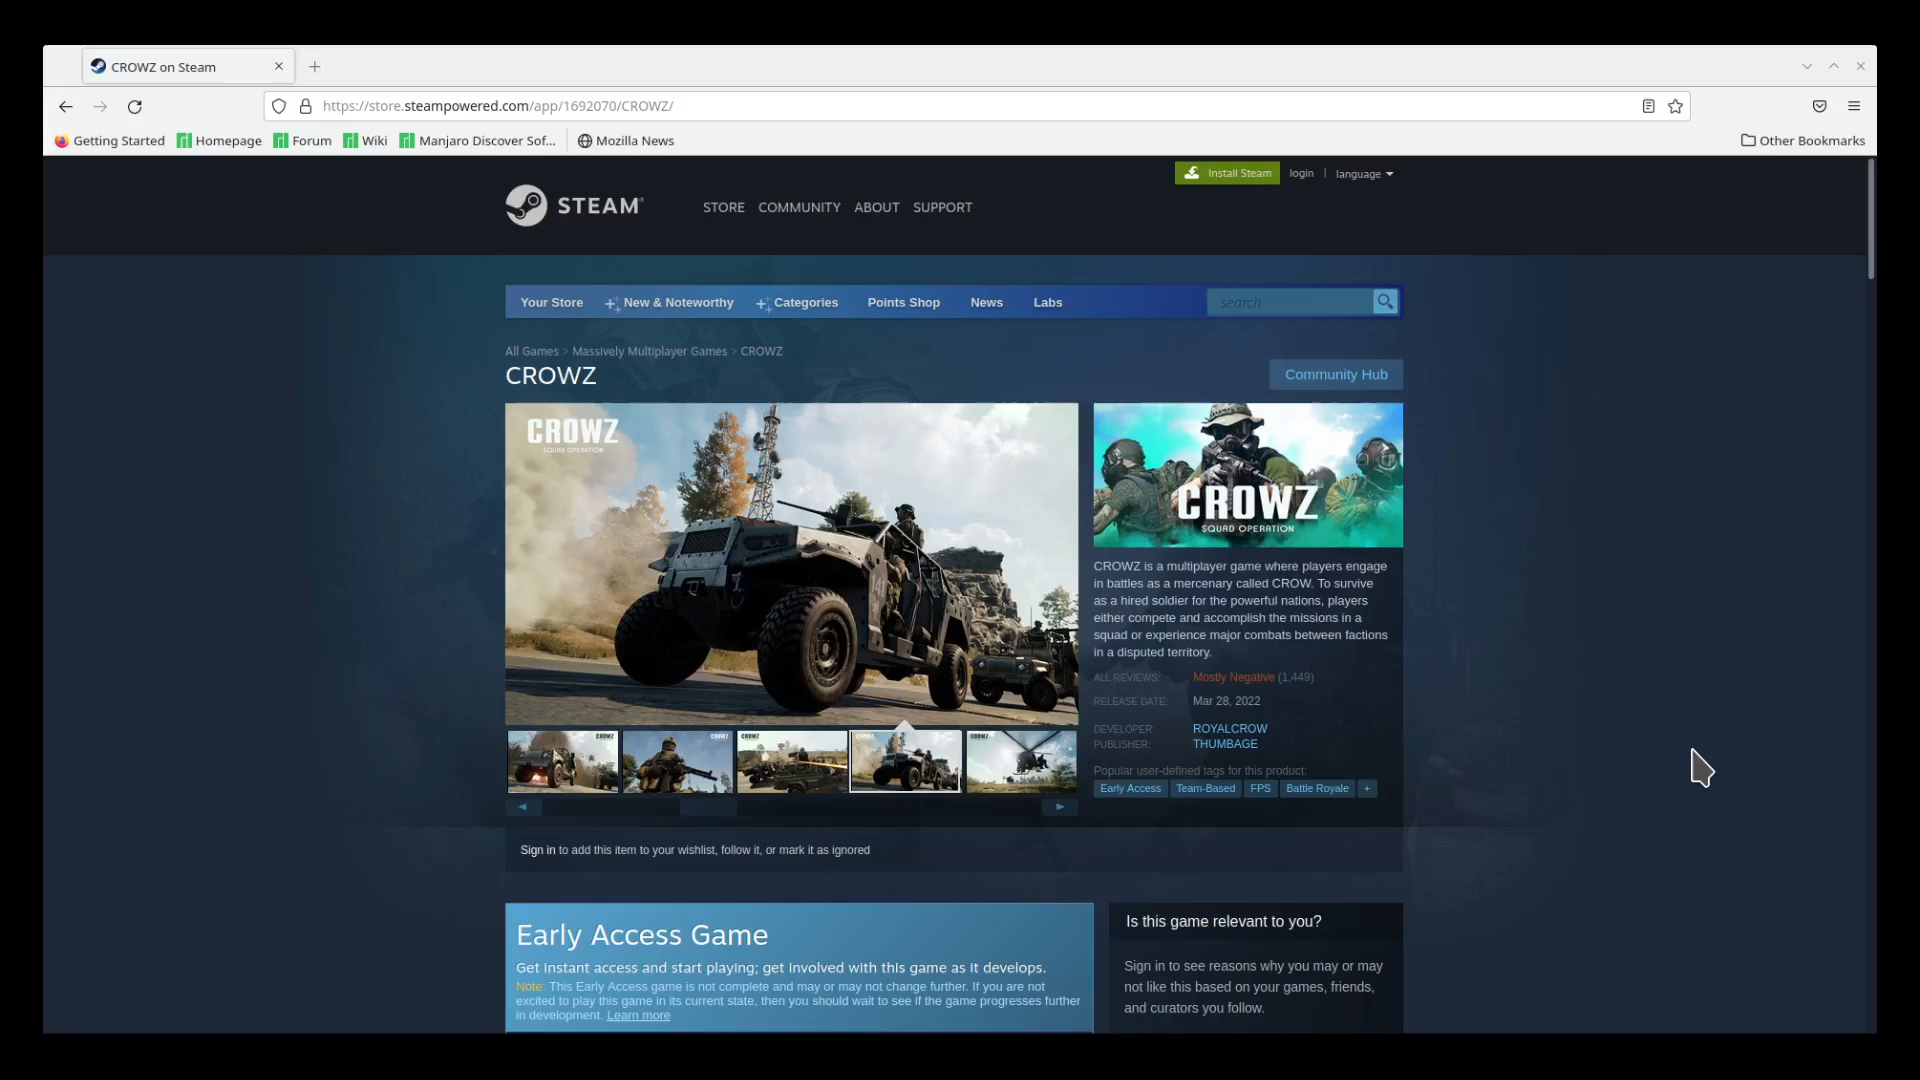 CROWZ on Steam
https://store.steampowered.com/app/1692070/CROWZ/
Getting Started
Homepage
Forum
Wiki
Manjaro Discover Sof...
Mozilla News
Other Bookmarks
Install Steam
login
|
language
STEAM®
STORE
COMMUNITY
ABOUT
SUPPORT
Your Store
New & Noteworthy
Categories
Points Shop
News
Labs
search
All Games > Massively Multiplayer Games > CROWZ
CROWZ
Community Hub
CROWZ
SQUAD OPERATION
CROWZ
SQUAD OPERATION
CROWZ is a multiplayer game where players engage
in battles as a mercenary called CROW. To survive
as a hired soldier for the powerful nations, players
either compete and accomplish the missions in a
squad or experience major combats between factions
in a disputed territory.
ALL REVIEWS: Mostly Negative (1,449)
RELEASE DATE: Mar 28, 2022
DEVELOPER: ROYALCROW
PUBLISHER: THUMBAGE
Popular user-defined tags for this product:
Early Access Team-Based FPS Battle Royale +
CROWZ
CROWZ
CROWZ
CROWZ
CROWZ
Sign in to add this item to your wishlist, follow it, or mark it as ignored
Early Access Game
Get instant access and start playing; get involved with this game as it develops.
Note: This Early Access game is not complete and may or may not change further. If you are not
excited to play this game in its current state, then you should wait to see if the game progresses further
in development. Learn more
Is this game relevant to you?
Sign in to see reasons why you may or may
not like this based on your games, friends,
and curators you follow.